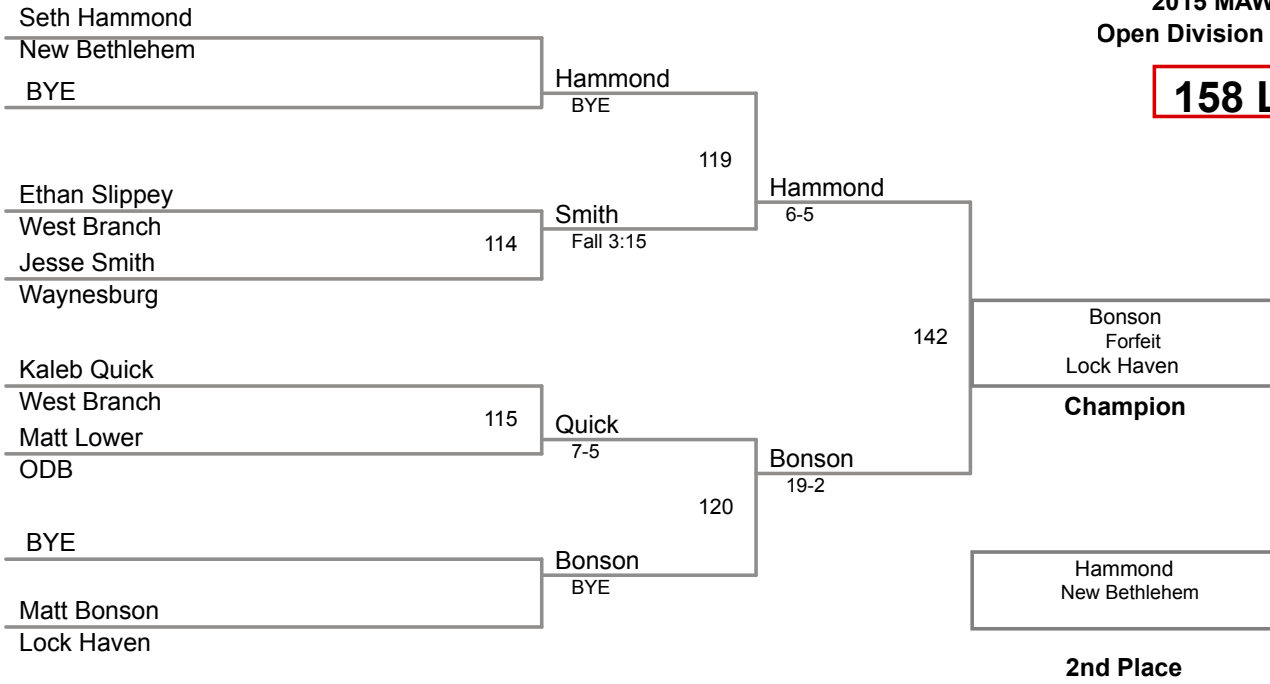 2015 MAW
Open Division
158 L
Seth Hammond
New Bethlehem
BYE
Hammond
BYE
119
Ethan Slippey
West Branch
114
Jesse Smith
Waynesburg
Smith
Fall 3:15
Hammond
6-5
142
Kaleb Quick
West Branch
115
Matt Lower
ODB
Quick
7-5
120
BYE
Matt Bonson
Lock Haven
Bonson
BYE
Bonson
19-2
Bonson
Forfeit
Lock Haven
Champion
Hammond
New Bethlehem
2nd Place